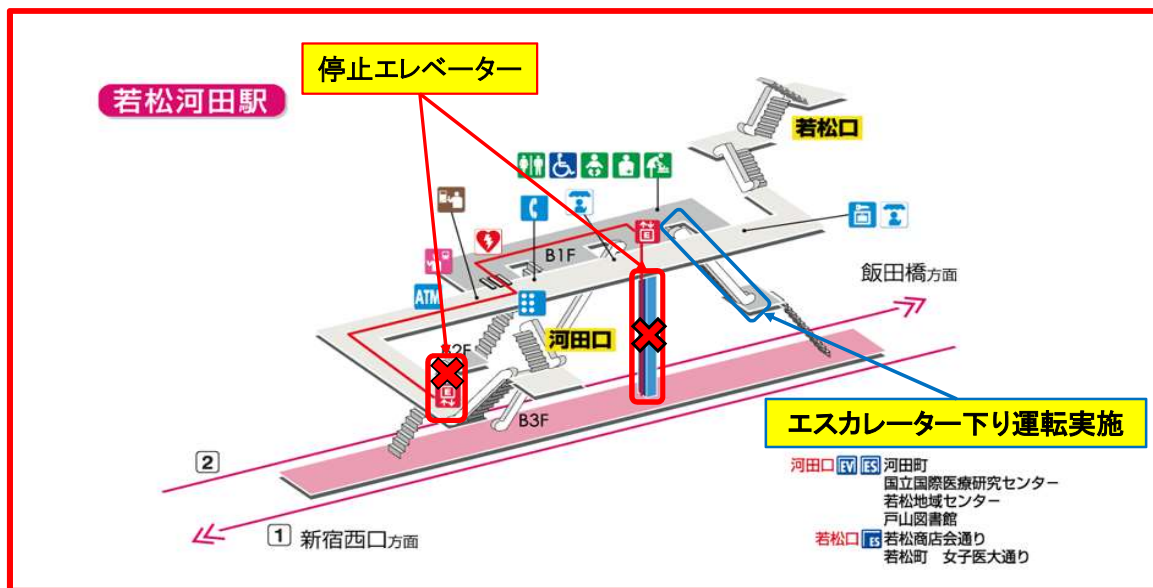 停止エレベーター
若松河田駅
若松口
B1F
飯田橋方面
ATM
河田口
B3F
エスカレーター下り運転実施
2
河田口 EV ES 河田町
国立国際医療研究センター
若松地域センター
戸山図書館
若松口 ES 若松商店会通り
若松町 女子医大通り
1 新宿西口方面